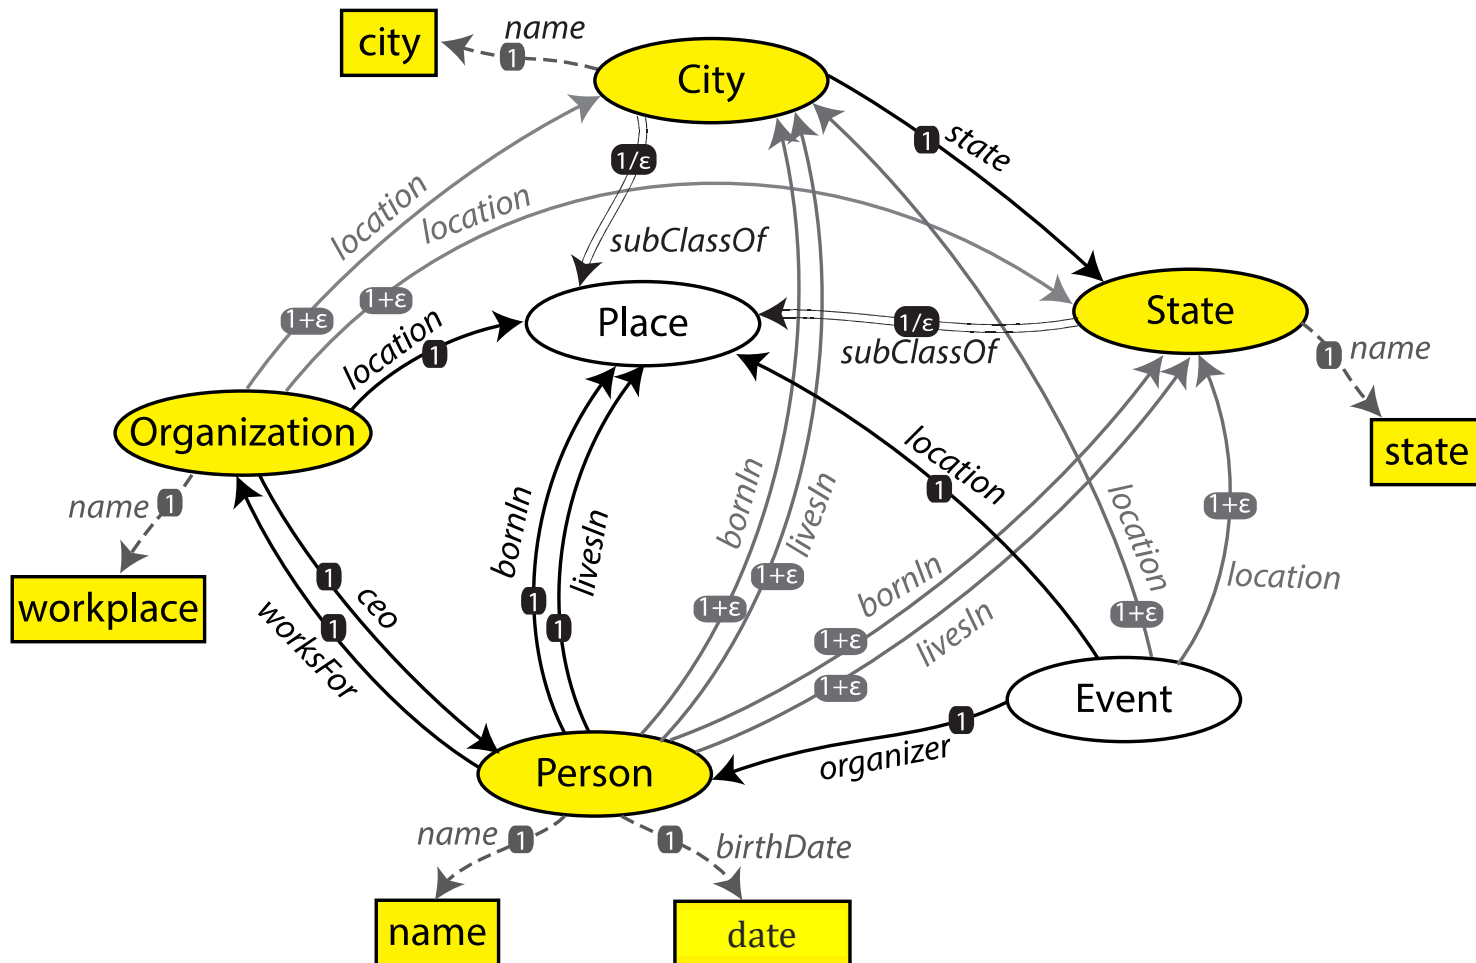 name
city
1
City
1
state
1/ε
location
location
subClassOf
1+ε
1+ε
Place
State
1/ε
location
1
subClassOf
1
name
Organization
location
state
bornIn
bornIn
livesIn
1
name
1
livesIn
location
1+ε
workplace
1
ceo
1
1
1
worksFor
1+ε
1+ε
bornIn
location
1+ε
livesIn
1+ε
1+ε
Event
1
organizer
Person
name
1
1
birthDate
name
date